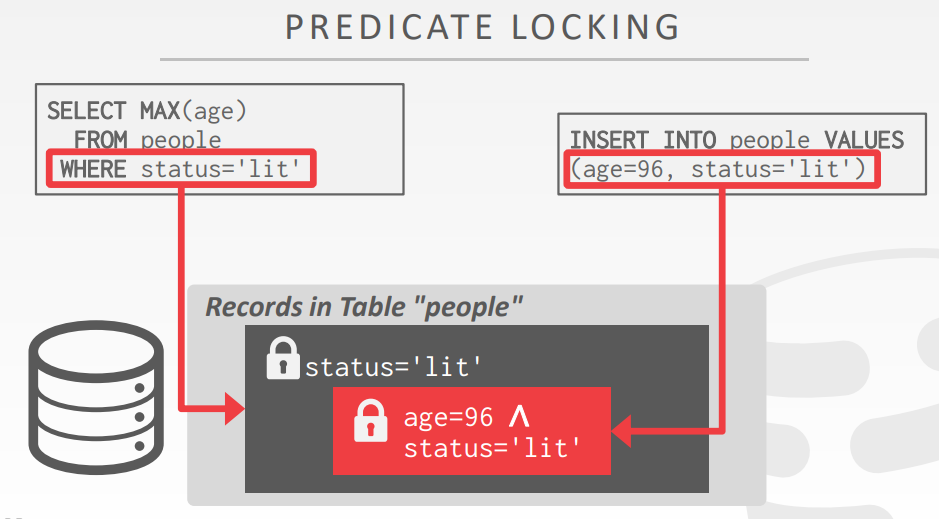 PREDICATE LOCKING
SELECT MAX(age)
FROM people
WHERE status='lit'
INSERT INTO people VALUES
(age=96, status='lit')
Records in Table "people"
status='lit'
age=96 ∧
status='lit'